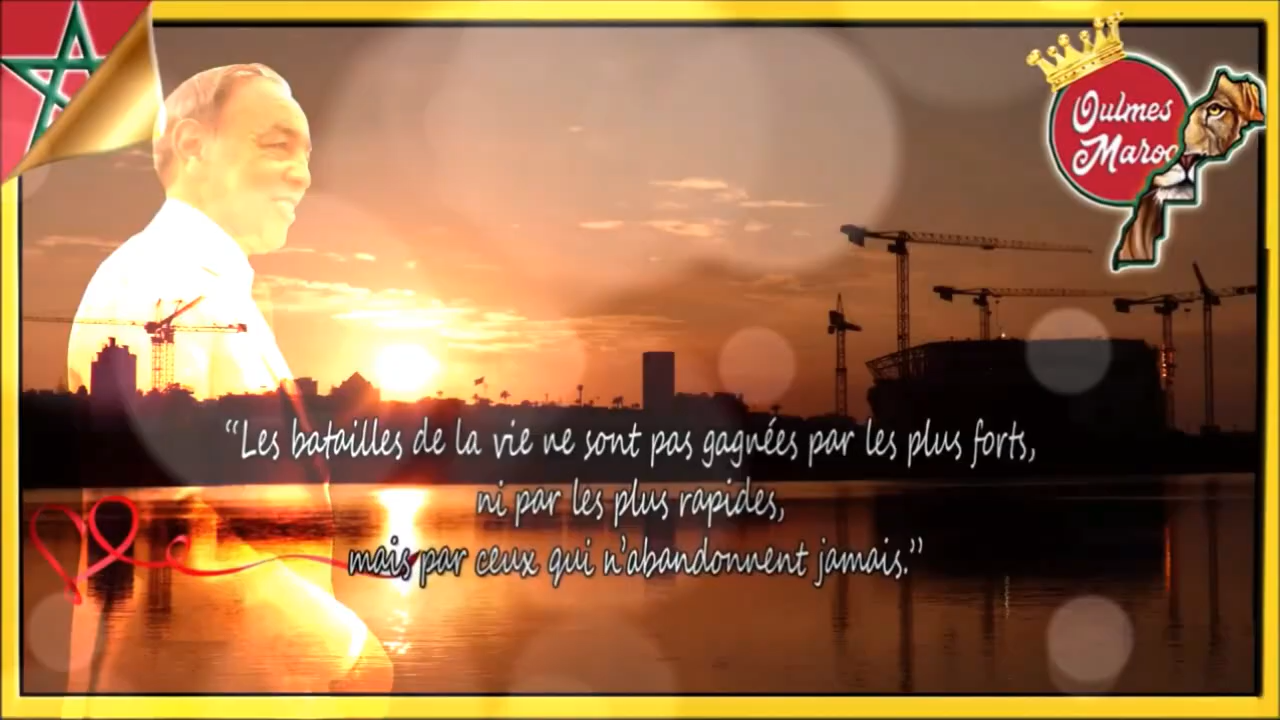 Oulmes
Maroc
“Les batailles de la vie ne sont pas gagnées par les plus forts,
ni par les plus rapides,
mais par ceux qui n’abandonnent jamais.”